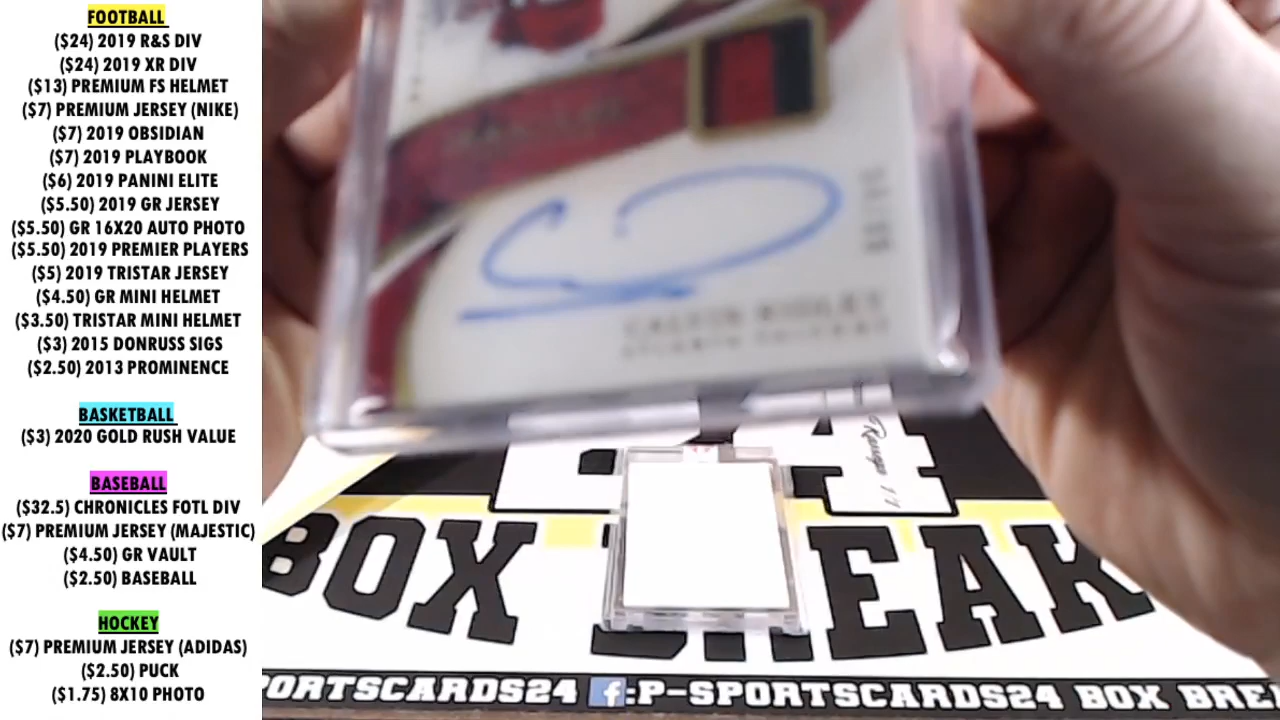 FOOTBALL
($24) 2019 R&S DIV
($24) 2019 XR DIV
($13) PREMIUM FS HELMET
($7) PREMIUM JERSEY (NIKE)
($7) 2019 OBSIDIAN
($7) 2019 PLAYBOOK
($6) 2019 PANINI ELITE
($5.50) 2019 GR JERSEY
($5.50) GR 16X20 AUTO PHOTO
($5.50) 2019 PREMIER PLAYERS
($5) 2019 TRISTAR JERSEY
($4.50) GR MINI HELMET
($3.50) TRISTAR MINI HELMET
($3) 2015 DONRUSS SIGS
($2.50) 2013 PROMINENCE
BASKETBALL
($3) 2020 GOLD RUSH VALUE
BASEBALL
($32.5) CHRONICLES FOTL DIV
($7) PREMIUM JERSEY (MAJESTIC)
($4.50) GR VAULT
($2.50) BASEBALL
HOCKEY
($7) PREMIUM JERSEY (ADIDAS)
($2.50) PUCK
($1.75) 8X10 PHOTO
CALVIN RIDLEY
ATLANTA FALCONS
24
BOX BREAK
PORTSCARDS24 f:P-SPORTSCARDS24 BOX BRE